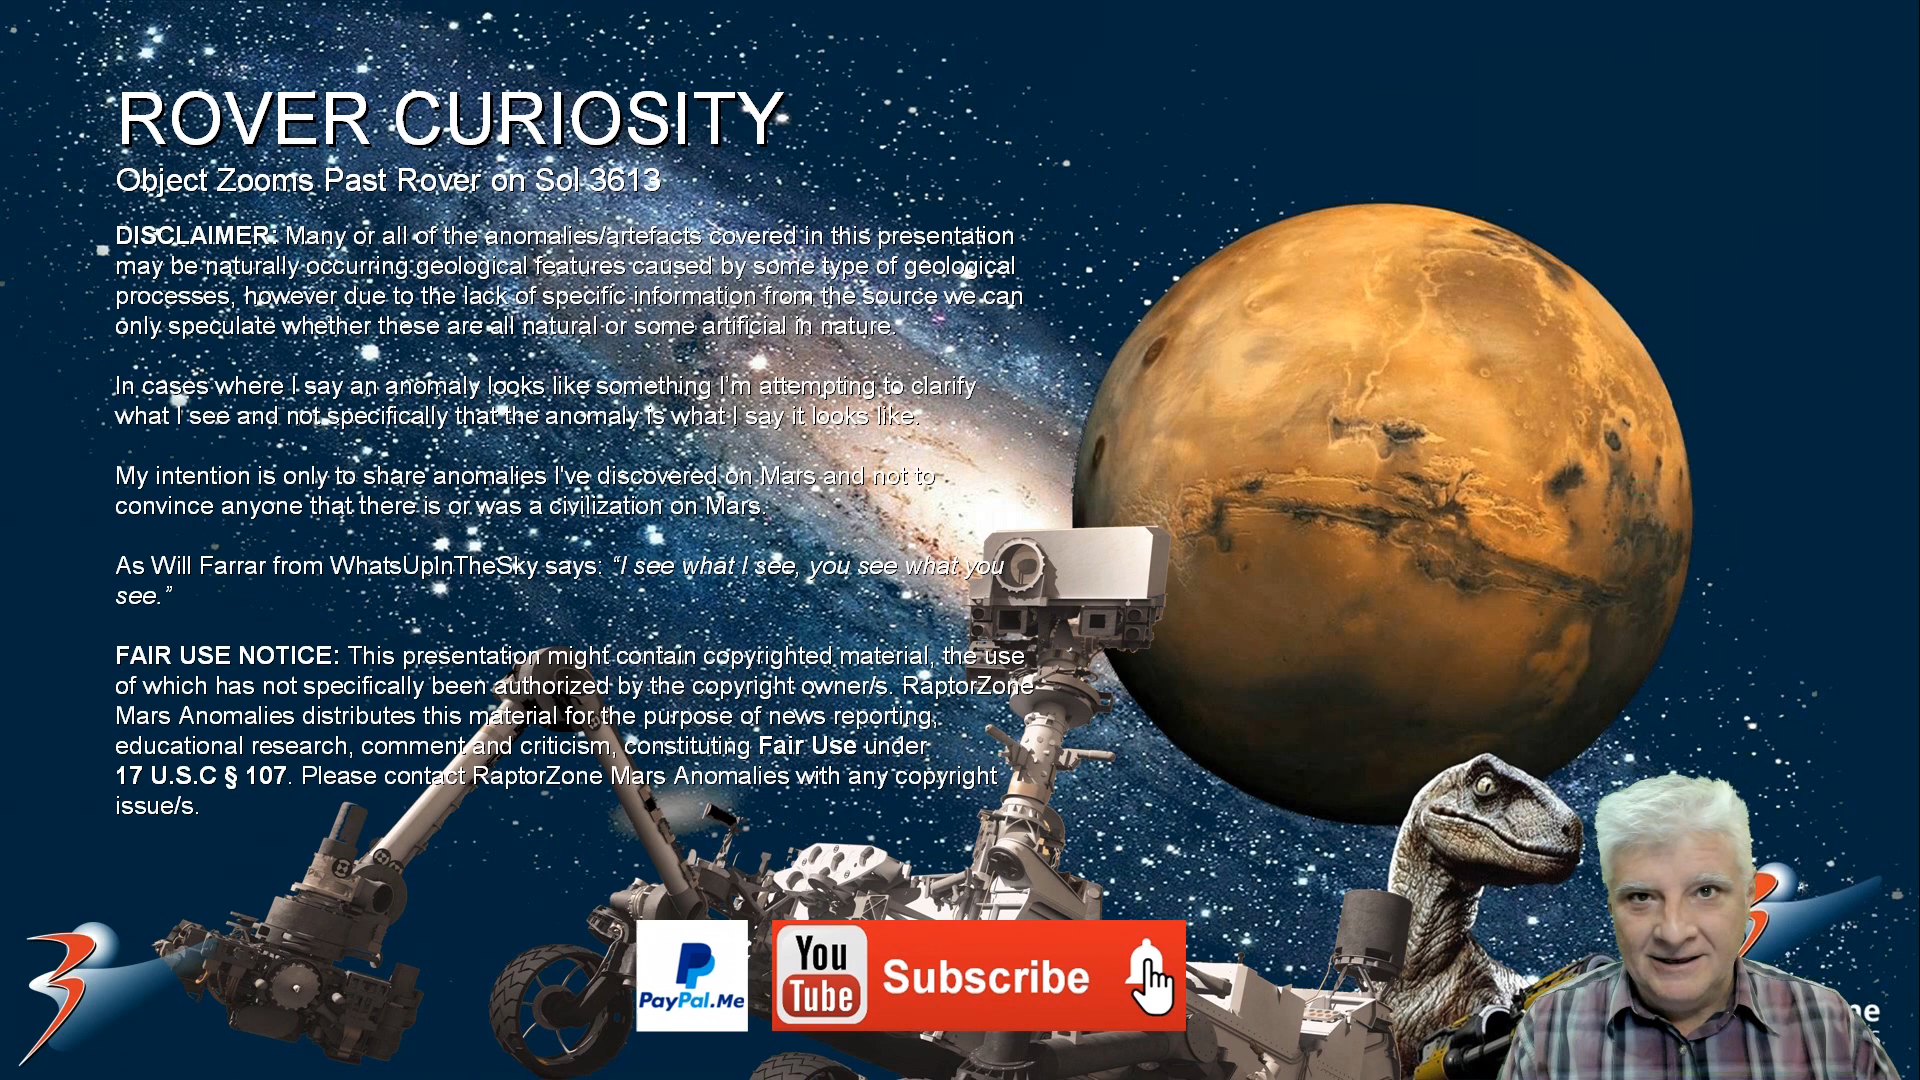 ROVER CURIOSITY
Object Zooms Past Rover on Sol 3613
DISCLAIMER: Many or all of the anomalies/artefacts covered in this presentation
may be naturally occurring geological features caused by some type of geological
processes, however due to the lack of specific information from the source we can
only speculate whether these are all natural or some artificial in nature.
In cases where I say an anomaly looks like something I'm attempting to clarify
what I see and not specifically that the anomaly is what I say it looks like.
My intention is only to share anomalies I've discovered on Mars and not to
convince anyone that there is or was a civilization on Mars.
As Will Farrar from WhatsUpInTheSky says: “I see what I see, you see what you
see.”
FAIR USE NOTICE: This presentation might contain copyrighted material, the use
of which has not specifically been authorized by the copyright owner/s. RaptorZone
Mars Anomalies distributes this material for the purpose of news reporting,
educational research, comment and criticism, constituting Fair Use under
17 U.S.C § 107. Please contact RaptorZone Mars Anomalies with any copyright
issue/s.
PayPal.Me
You
Tube
Subscribe